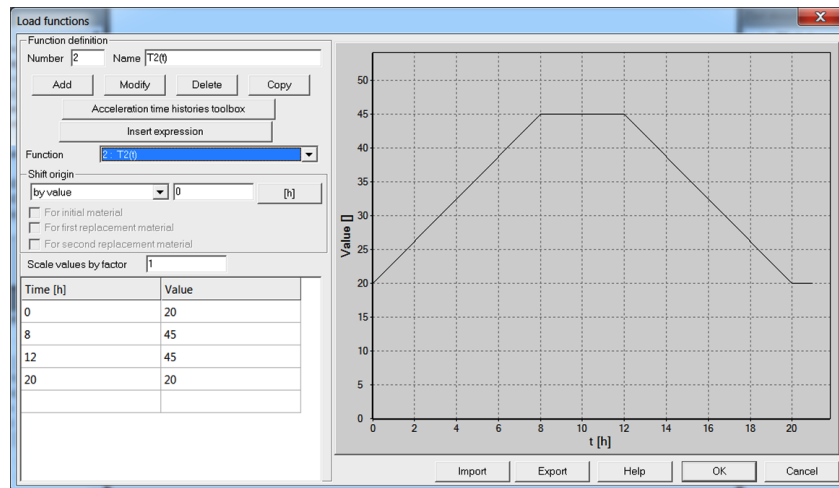 Load functions
Function definition
Number 2 Name T2(t)
Add Modify Delete Copy
Acceleration time histories toolbox
Insert expression
Function 2 : T2(t)
Shift origin
by value 0 [h]
For initial material
For first replacement material
For second replacement material
Scale values by factor 1
Time [h] Value
0 20
8 45
12 45
20 20
Value []
50
45
40
35
30
25
20
15
10
5
0
0 2 4 6 8 10 12 14 16 18 20
t [h]
Import Export Help OK Cancel